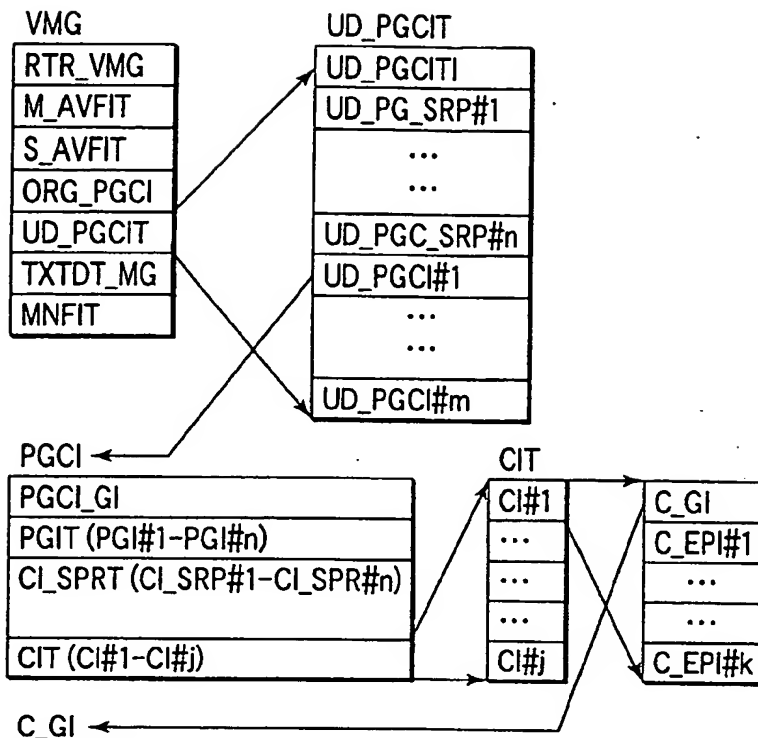 VMG
RTR_VMG
M_AVFIT
S_AVFIT
ORG_PGCI
UD_PGCIT
TXTDT_MG
MNFIT
UD_PGCIT
UD_PGCITI
UD_PG_SRP#1
...
...
UD_PGC_SRP#n
UD_PGCI#1
...
...
UD_PGCI#m
PGCI
PGCI_GI
PGIT (PGI#1-PGI#n)
CI_SPRT (CI_SRP#1-CI_SPR#n)
CIT (CI#1-CI#j)
CIT
CI#1
...
...
...
CI#j
C_GI
C_EPI#1
...
...
C_EPI#k
C_GI